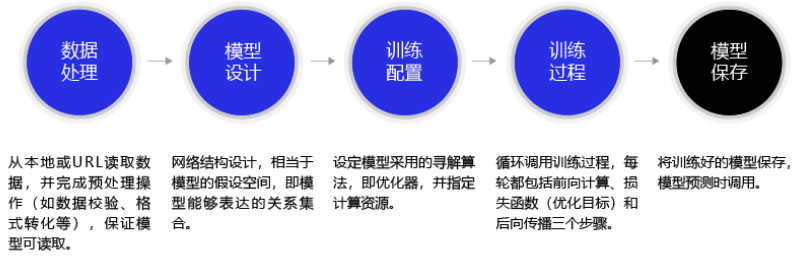 数据
处理
模型
设计
训练
配置
训练
过程
模型
保存
从本地或URL读取数
据，并完成预处理操
作（如数据校验、格
式转化等），保证模
型可读取。
网络结构设计，相当于
模型的假设空间，即模
型能够表达的关系集
合。
设定模型采用的寻解算
法，即优化器，并指定
计算资源。
循环调用训练过程，每
轮都包括前向计算、损
失函数（优化目标）和
后向传播三个步骤。
将训练好的模型保存，
模型预测时调用。